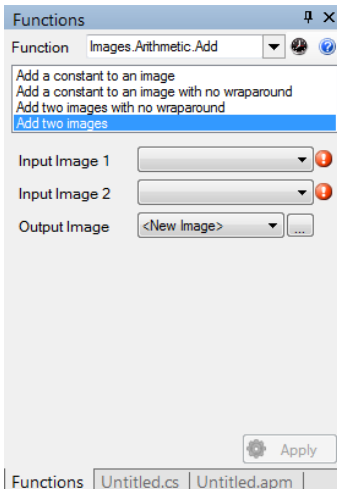 Functions
Function Images.Arithmetic.Add
Add a constant to an image
Add a constant to an image with no wraparound
Add two images with no wraparound
Add two images
Input Image 1
Input Image 2
Output Image <New Image> ...
Apply
Functions Untitled.cs Untitled.apm